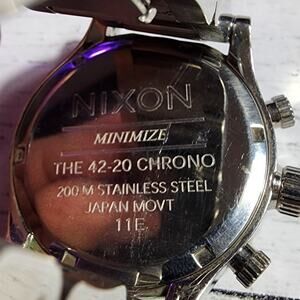 NIXON
MINIMIZE
THE 42-20 CHRONO
200 M STAINLESS STEEL
JAPAN MOVT
11E